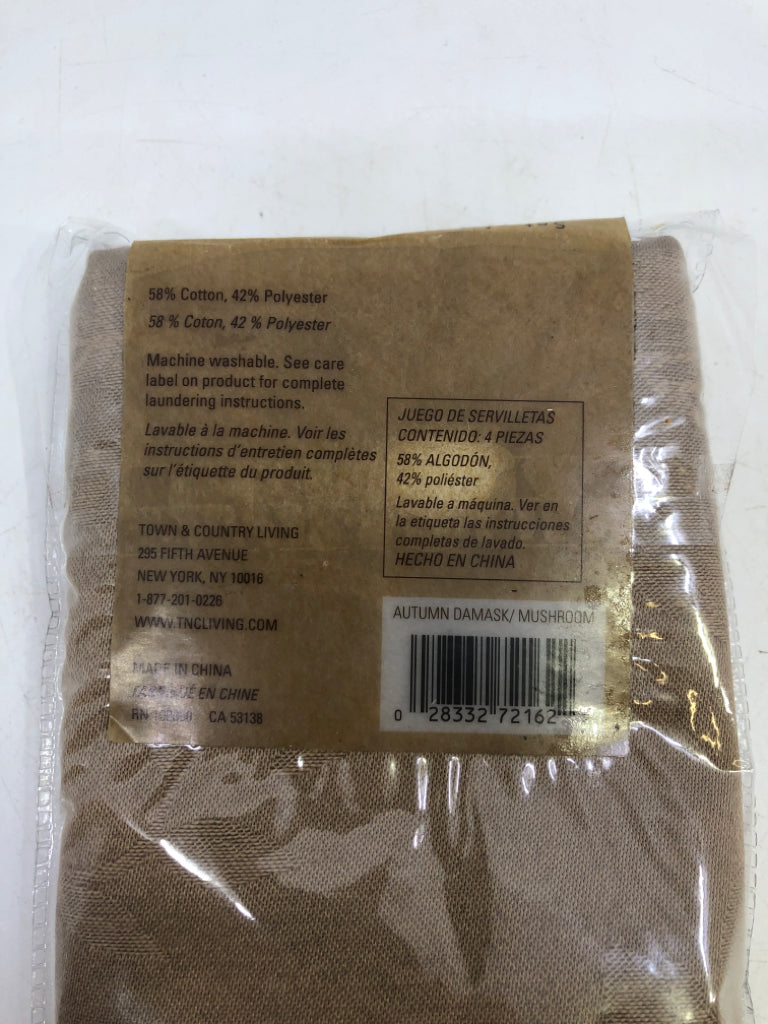 58% Cotton, 42% Polyester
58 % Coton, 42 % Polyester
Machine washable. See care
label on product for complete
laundering instructions.
Lavable à la machine. Voir les
instructions d'entretien complètes
sur l'étiquette du produit.
TOWN & COUNTRY LIVING
295 FIFTH AVENUE
NEW YORK, NY 10016
1-877-201-0226
WWW.TNCLIVING.COM
MADE IN CHINA
EN CHINE
RN CA 53138
JUEGO DE SERVILLETAS
CONTENIDO: 4 PIEZAS
58% ALGODÓN,
42% poliéster
Lavable a máquina. Ver en
la etiqueta las instrucciones
completas de lavado.
HECHO EN CHINA
AUTUMN DAMASK/ MUSHROOM
0 28332 72162